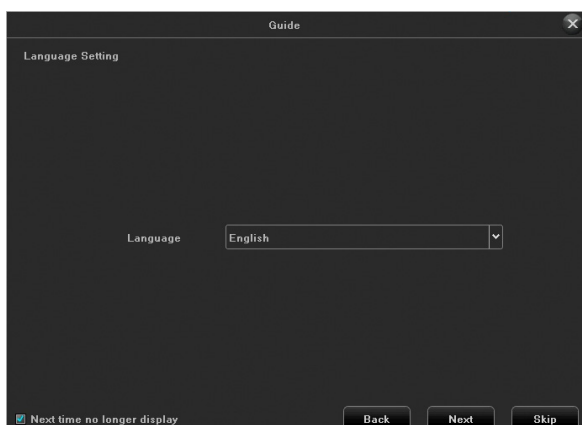 Guide
Language Setting
Language English
Next time no longer display Back Next Skip